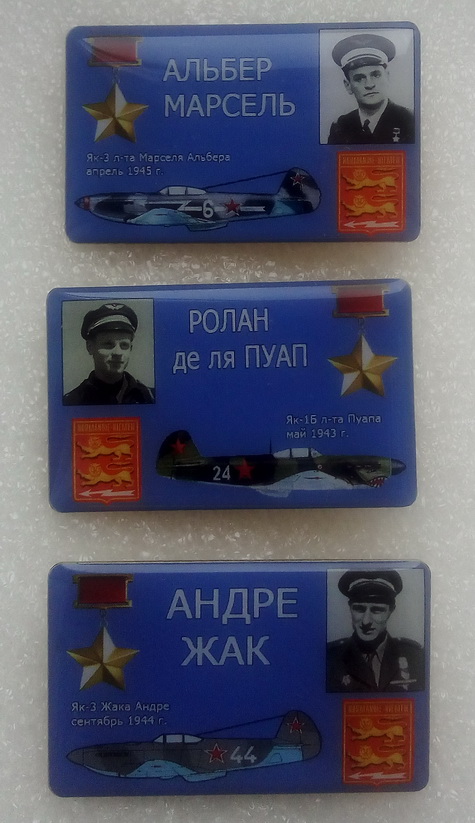 АЛЬБЕР
МАРСЕЛЬ
Як-3 л-та Марселя Альбера
апрель 1945 г.
6
РОЛАН
де ля ПУАП
Як-1Б л-та Пуапа
май 1943 г.
24
АНДРЕ
ЖАК
Як-3 Жака Андре
сентябрь 1944 г.
44